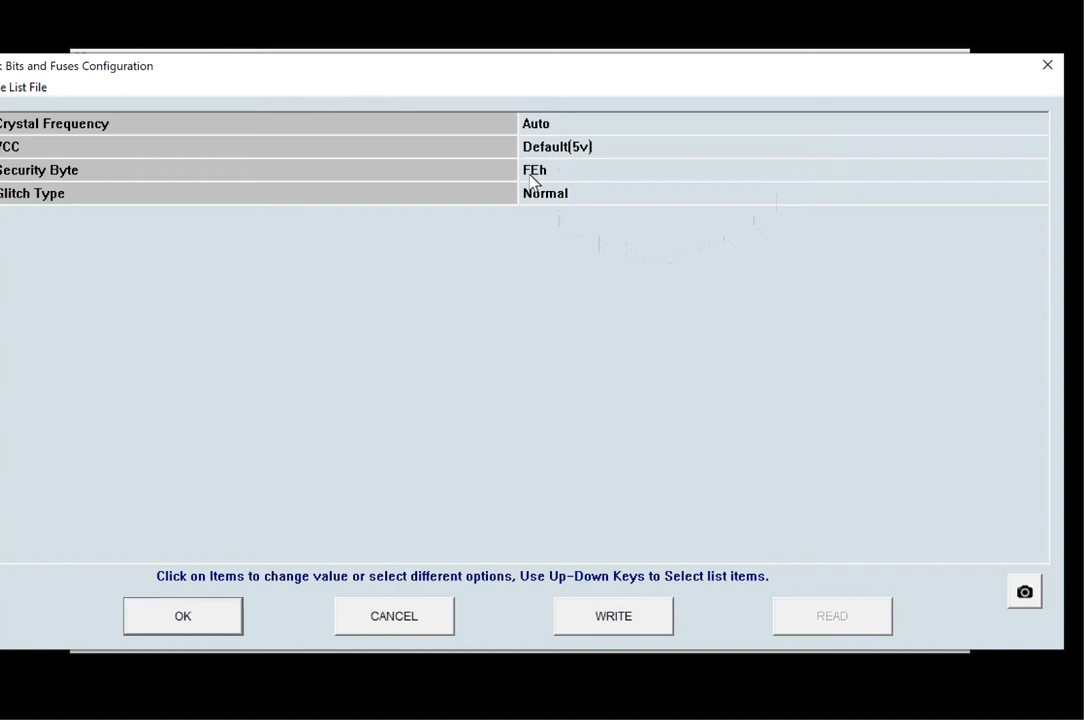 k Bits and Fuses Configuration
e List File
Crystal Frequency Auto
VCC Default(5v)
Security Byte FEh
Glitch Type Normal
Click on Items to change value or select different options, Use Up-Down Keys to Select list items.
OK CANCEL WRITE READ